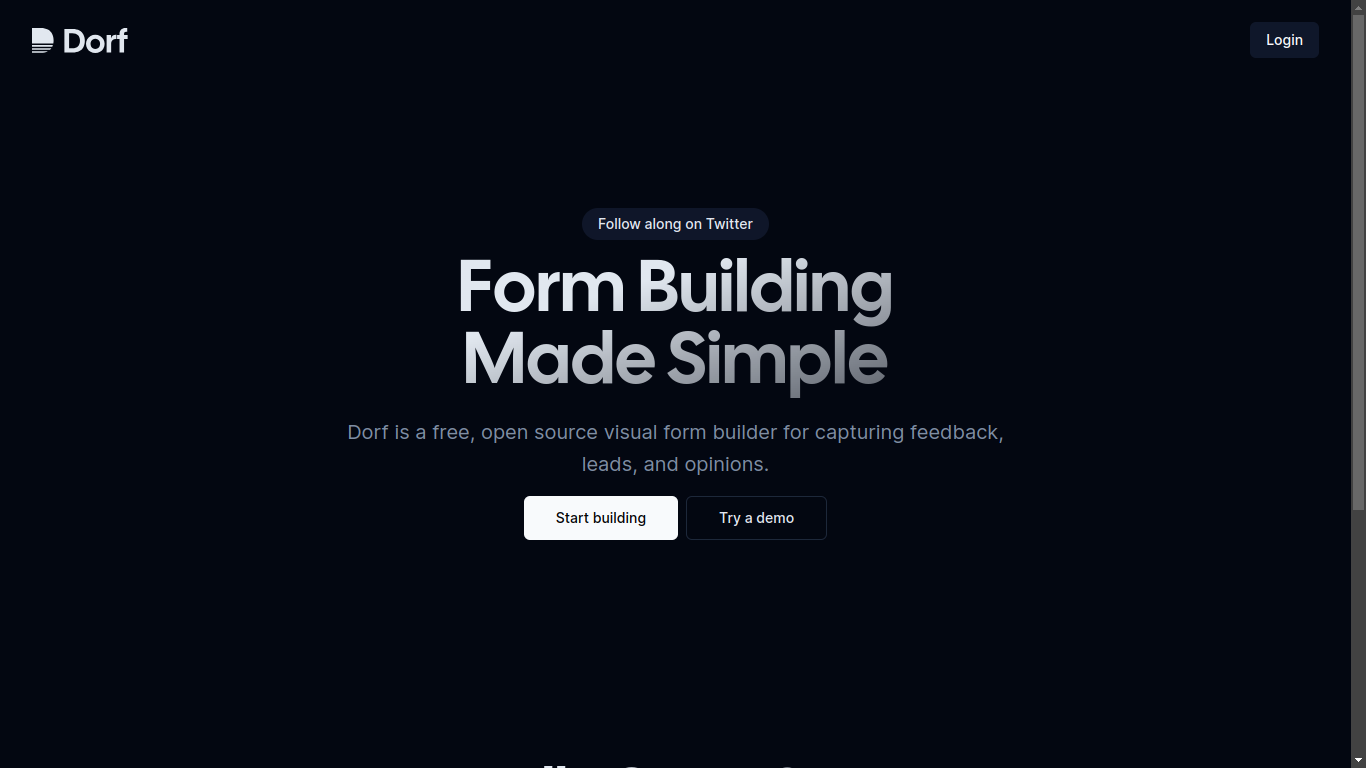 Dorf
Login
Follow along on Twitter
Form Building
Made Simple
Dorf is a free, open source visual form builder for capturing feedback,
leads, and opinions.
Start building
Try a demo